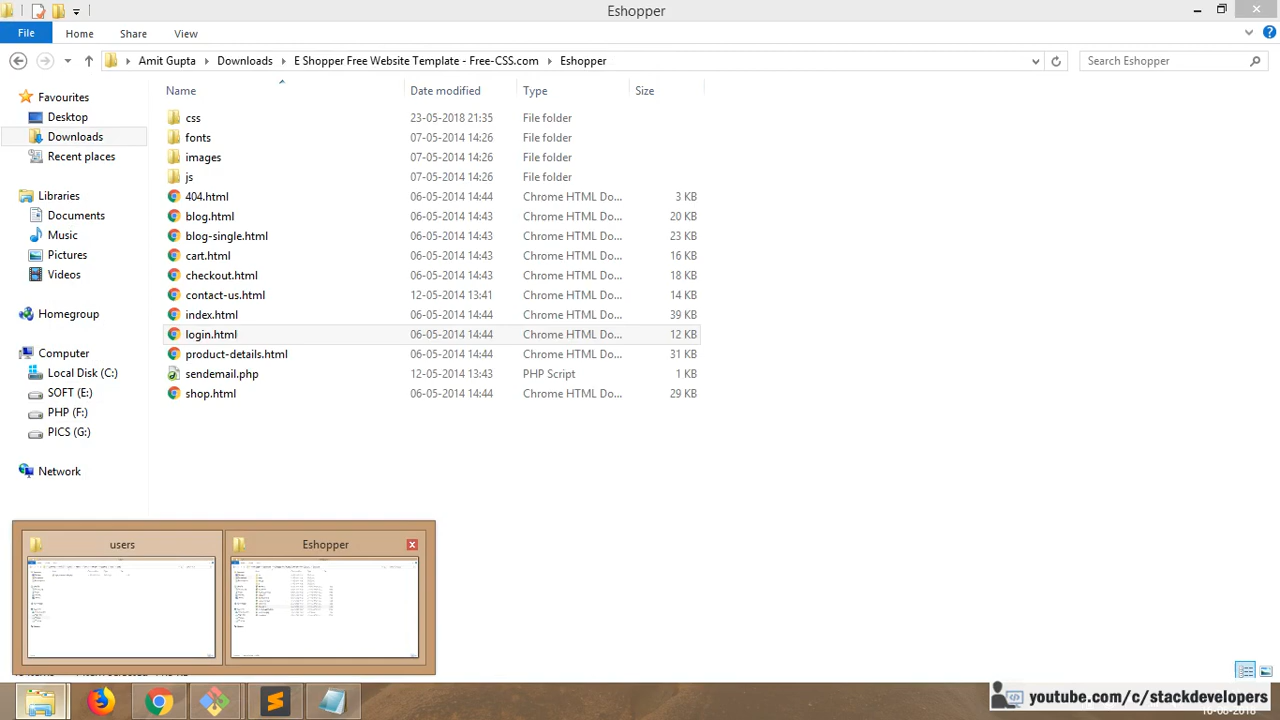 Eshopper
File Home Share View
Amit Gupta Downloads E Shopper Free Website Template - Free-CSS.com Eshopper
Search Eshopper
Name Date modified Type Size
Favourites
Desktop
Downloads
Recent places
Libraries
Documents
Music
Pictures
Videos
Homegroup
Computer
Local Disk (C:)
SOFT (E:)
PHP (F:)
PICS (G:)
Network
css 23-05-2018 21:35 File folder
fonts 07-05-2014 14:26 File folder
images 07-05-2014 14:26 File folder
js 07-05-2014 14:26 File folder
404.html 06-05-2014 14:44 Chrome HTML Do... 3 KB
blog.html 06-05-2014 14:43 Chrome HTML Do... 20 KB
blog-single.html 06-05-2014 14:43 Chrome HTML Do... 23 KB
cart.html 06-05-2014 14:43 Chrome HTML Do... 16 KB
checkout.html 06-05-2014 14:43 Chrome HTML Do... 18 KB
contact-us.html 12-05-2014 13:41 Chrome HTML Do... 14 KB
index.html 06-05-2014 14:44 Chrome HTML Do... 39 KB
login.html 06-05-2014 14:44 Chrome HTML Do... 12 KB
product-details.html 06-05-2014 14:44 Chrome HTML Do... 31 KB
sendemail.php 12-05-2014 13:43 PHP Script 1 KB
shop.html 06-05-2014 14:44 Chrome HTML Do... 29 KB
users Eshopper
youtube.com/c/stackdevelopers